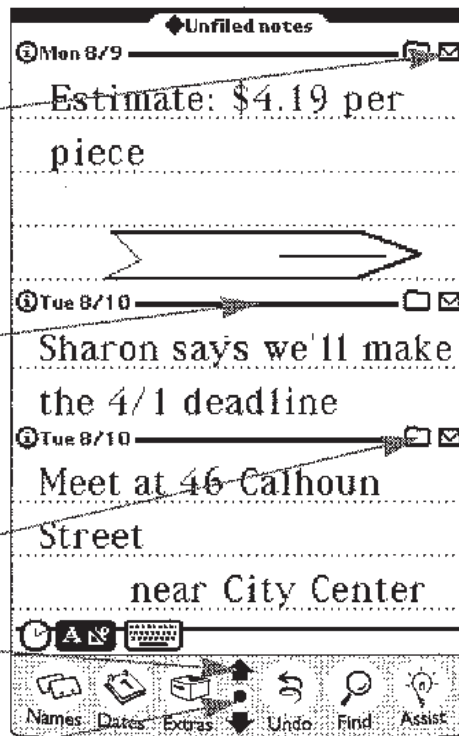 Unfiled notes
Mon 8/9
Estimate: $4.19 per
piece
Tue 8/10
Sharon says we'll make
the 4/1 deadline
Tue 8/10
Meet at 46 Calhoun
Street
near City Center
A
Names Dates Extras Undo Find Assist